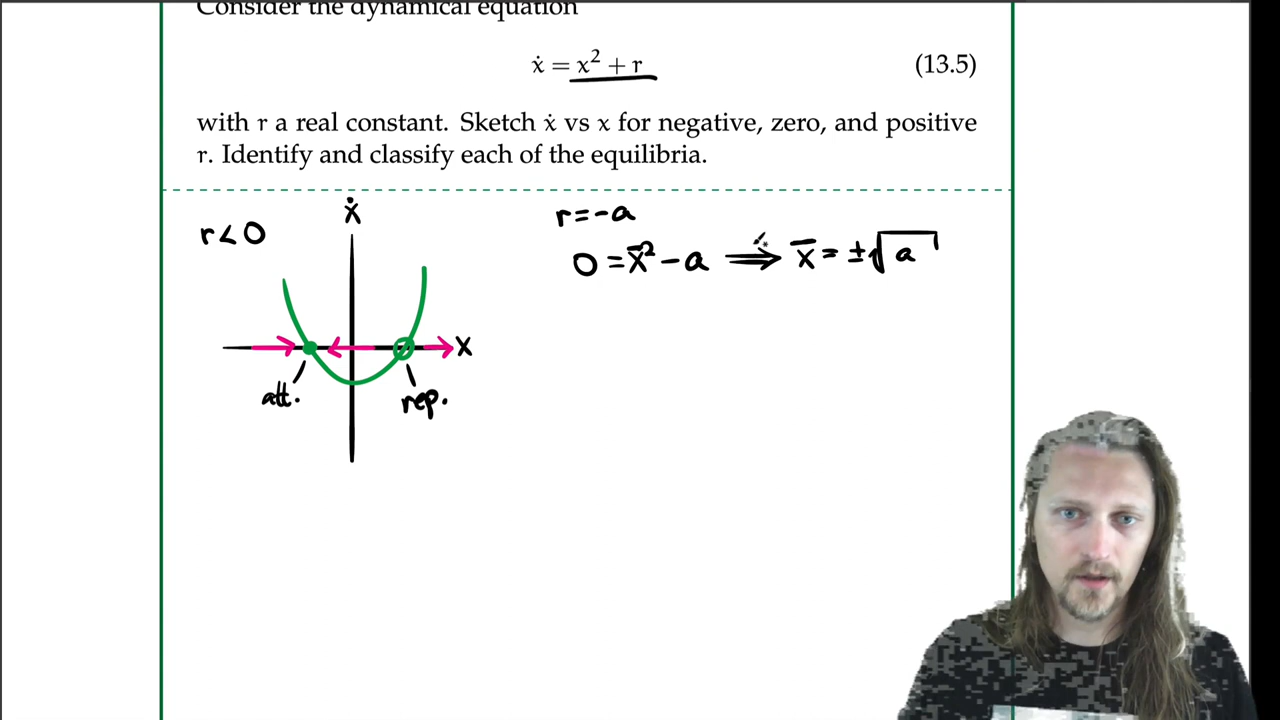 Consider the dynamical equation
ẋ = x² + r (13.5)
with r a real constant. Sketch ẋ vs x for negative, zero, and positive
r. Identify and classify each of the equilibria.
r<0
ẋ
r=-a
0 = x̄² - a ⟹ x̄ = ±√a
x
att.
rep.